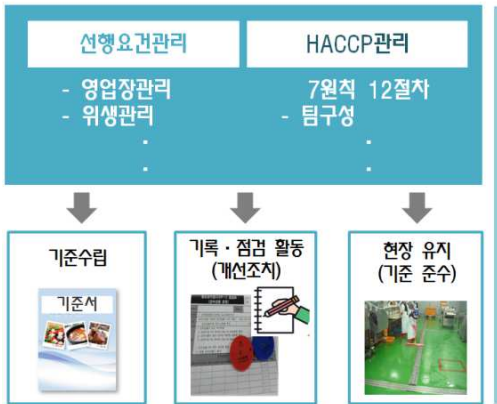 선행요건관리
HACCP관리
- 영업장관리
- 위생관리
7원칙 12절차
- 팀구성
기준수립
기준서
기록 · 점검 활동
(개선조치)
현장 유지
(기준 준수)